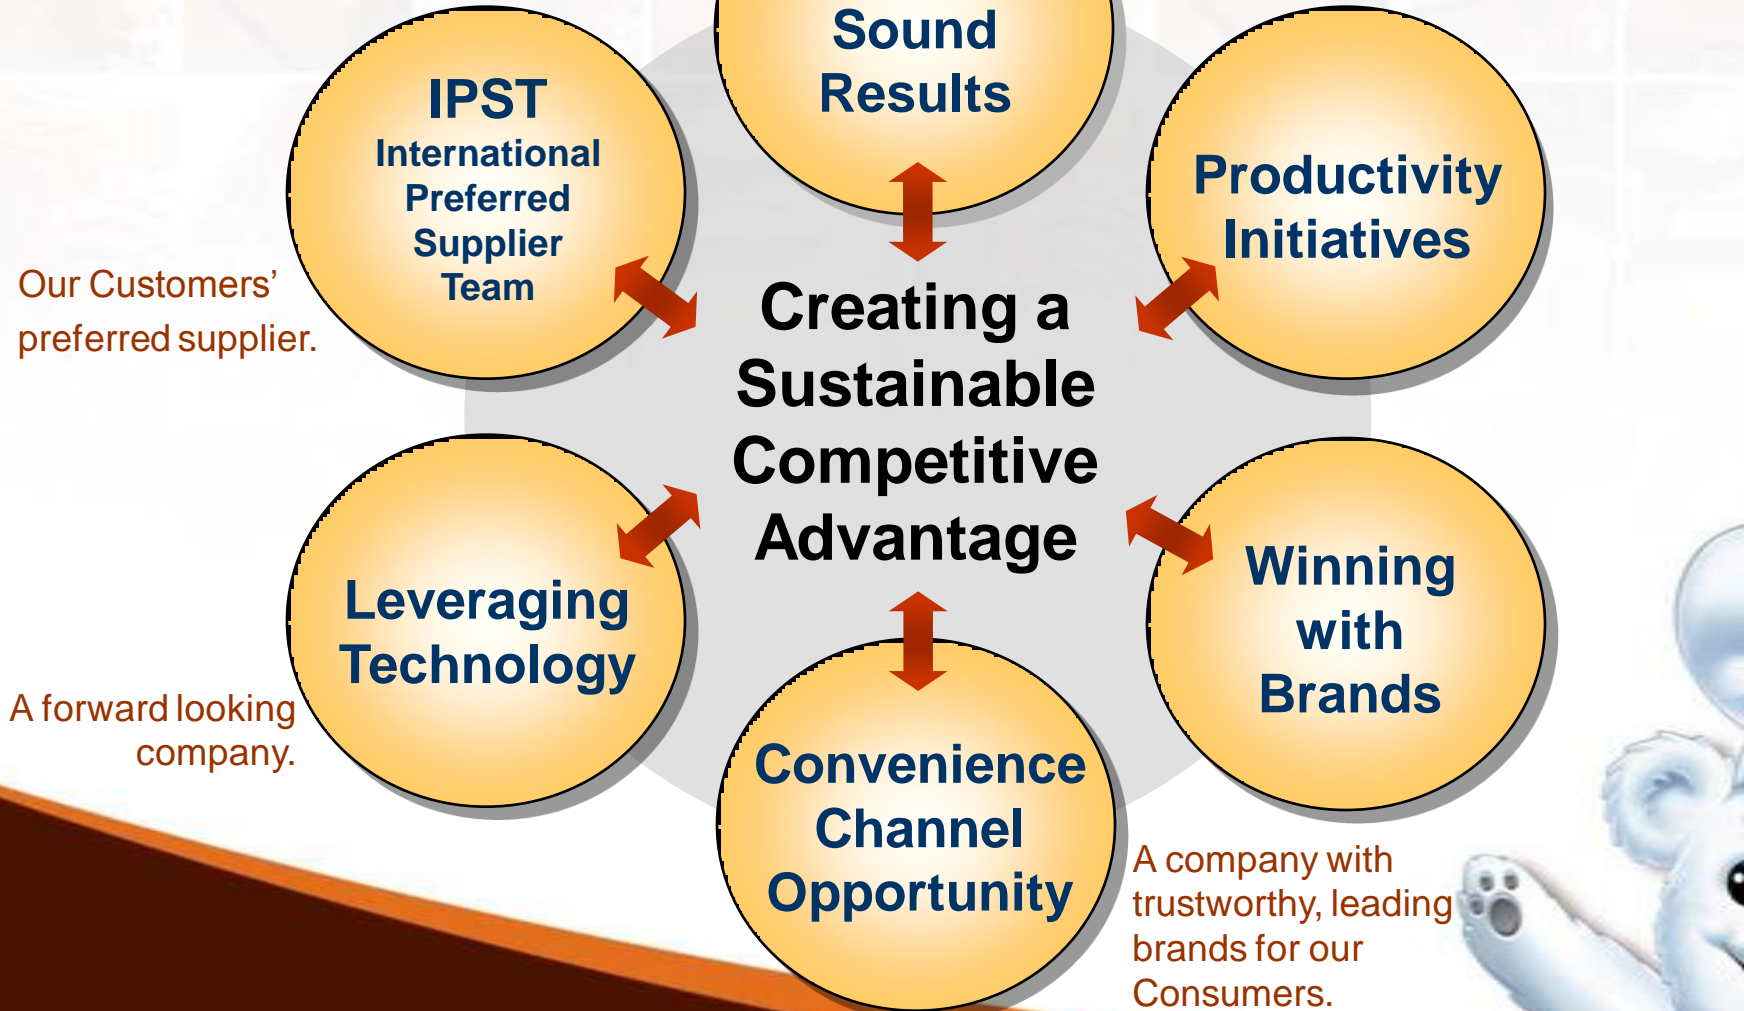 Sound
Results
IPST
International
Preferred
Supplier
Team
Productivity
Initiatives
Our Customers’
preferred supplier.
Creating a
Sustainable
Competitive
Advantage
Leveraging
Technology
A forward looking
company.
Winning
with
Brands
Convenience
Channel
Opportunity
A company with
trustworthy, leading
brands for our
Consumers.